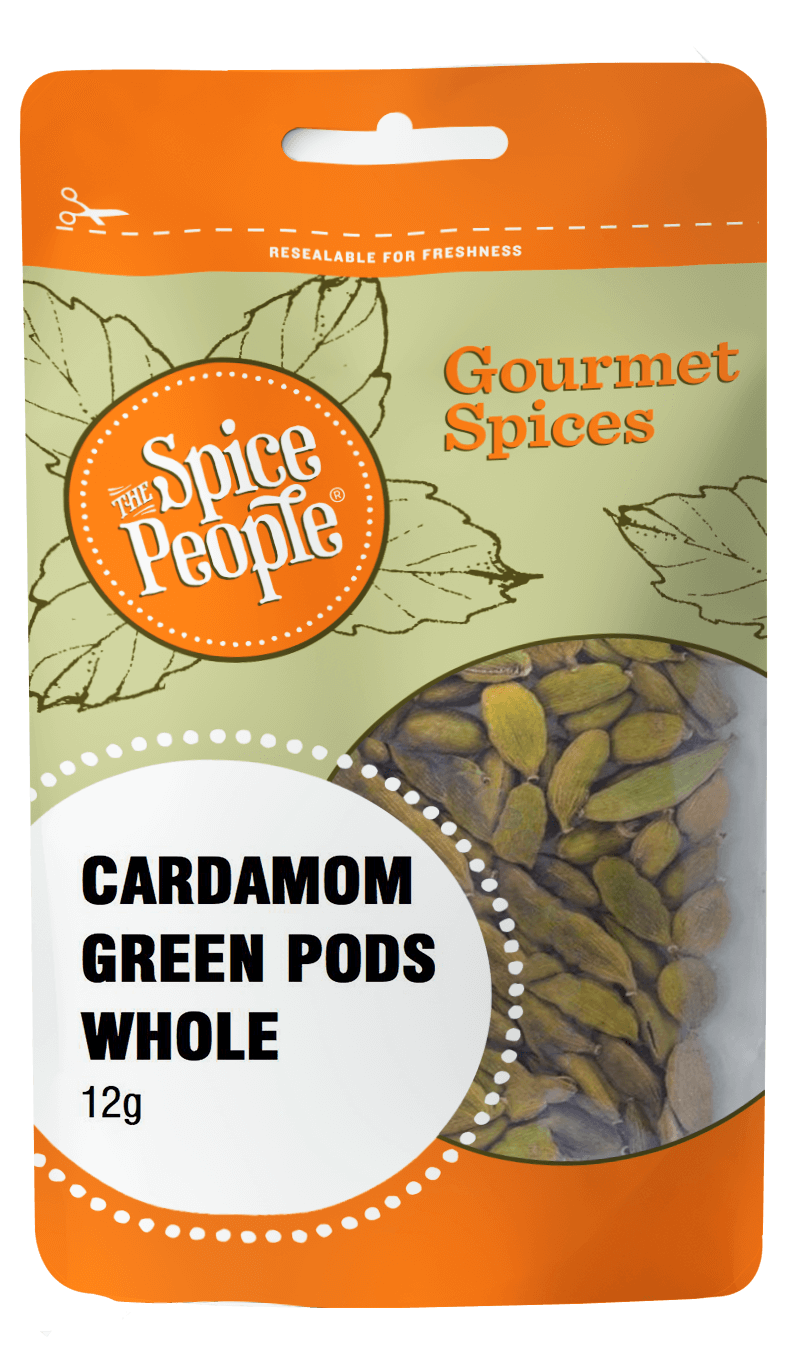 RESEALABLE FOR FRESHNESS
Gourmet
Spices
THE Spice
People®
CARDAMOM
GREEN PODS
WHOLE
12g